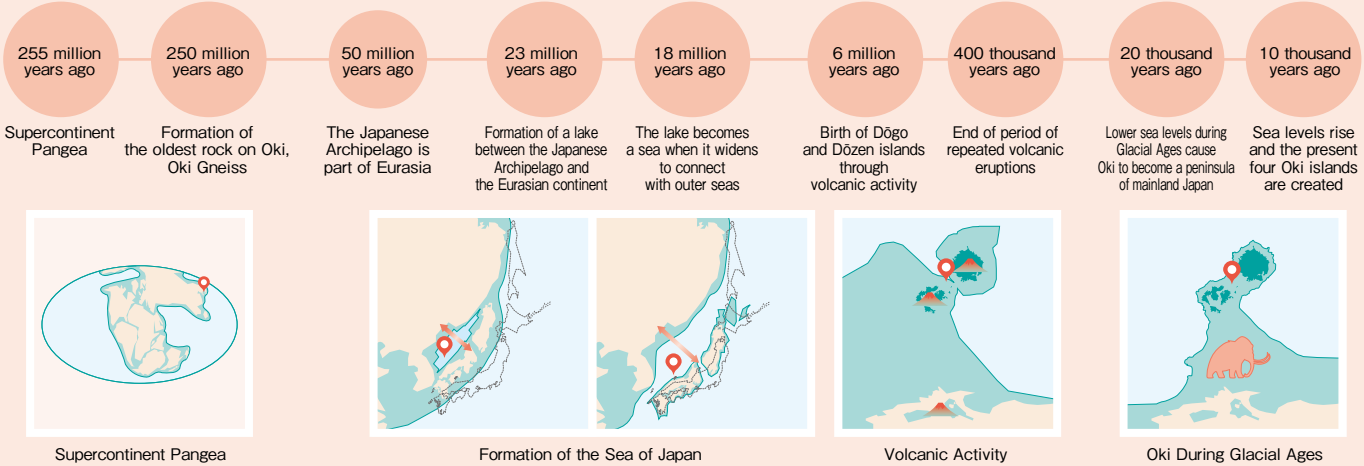 255 million
years ago
250 million
years ago
50 million
years ago
23 million
years ago
18 million
years ago
6 million
years ago
400 thousand
years ago
20 thousand
years ago
10 thousand
years ago
Supercontinent
Pangea
Formation of
the oldest rock on Oki,
Oki Gneiss
The Japanese
Archipelago is
part of Eurasia
Formation of a lake
between the Japanese
Archipelago and
the Eurasian continent
The lake becomes
a sea when it widens
to connect
with outer seas
Birth of Dōgo
and Dōzen islands
through
volcanic activity
End of period of
repeated volcanic
eruptions
Lower sea levels during
Glacial Ages cause
Oki to become a peninsula
of mainland Japan
Sea levels rise
and the present
four Oki islands
are created
Supercontinent Pangea
Formation of the Sea of Japan
Volcanic Activity
Oki During Glacial Ages